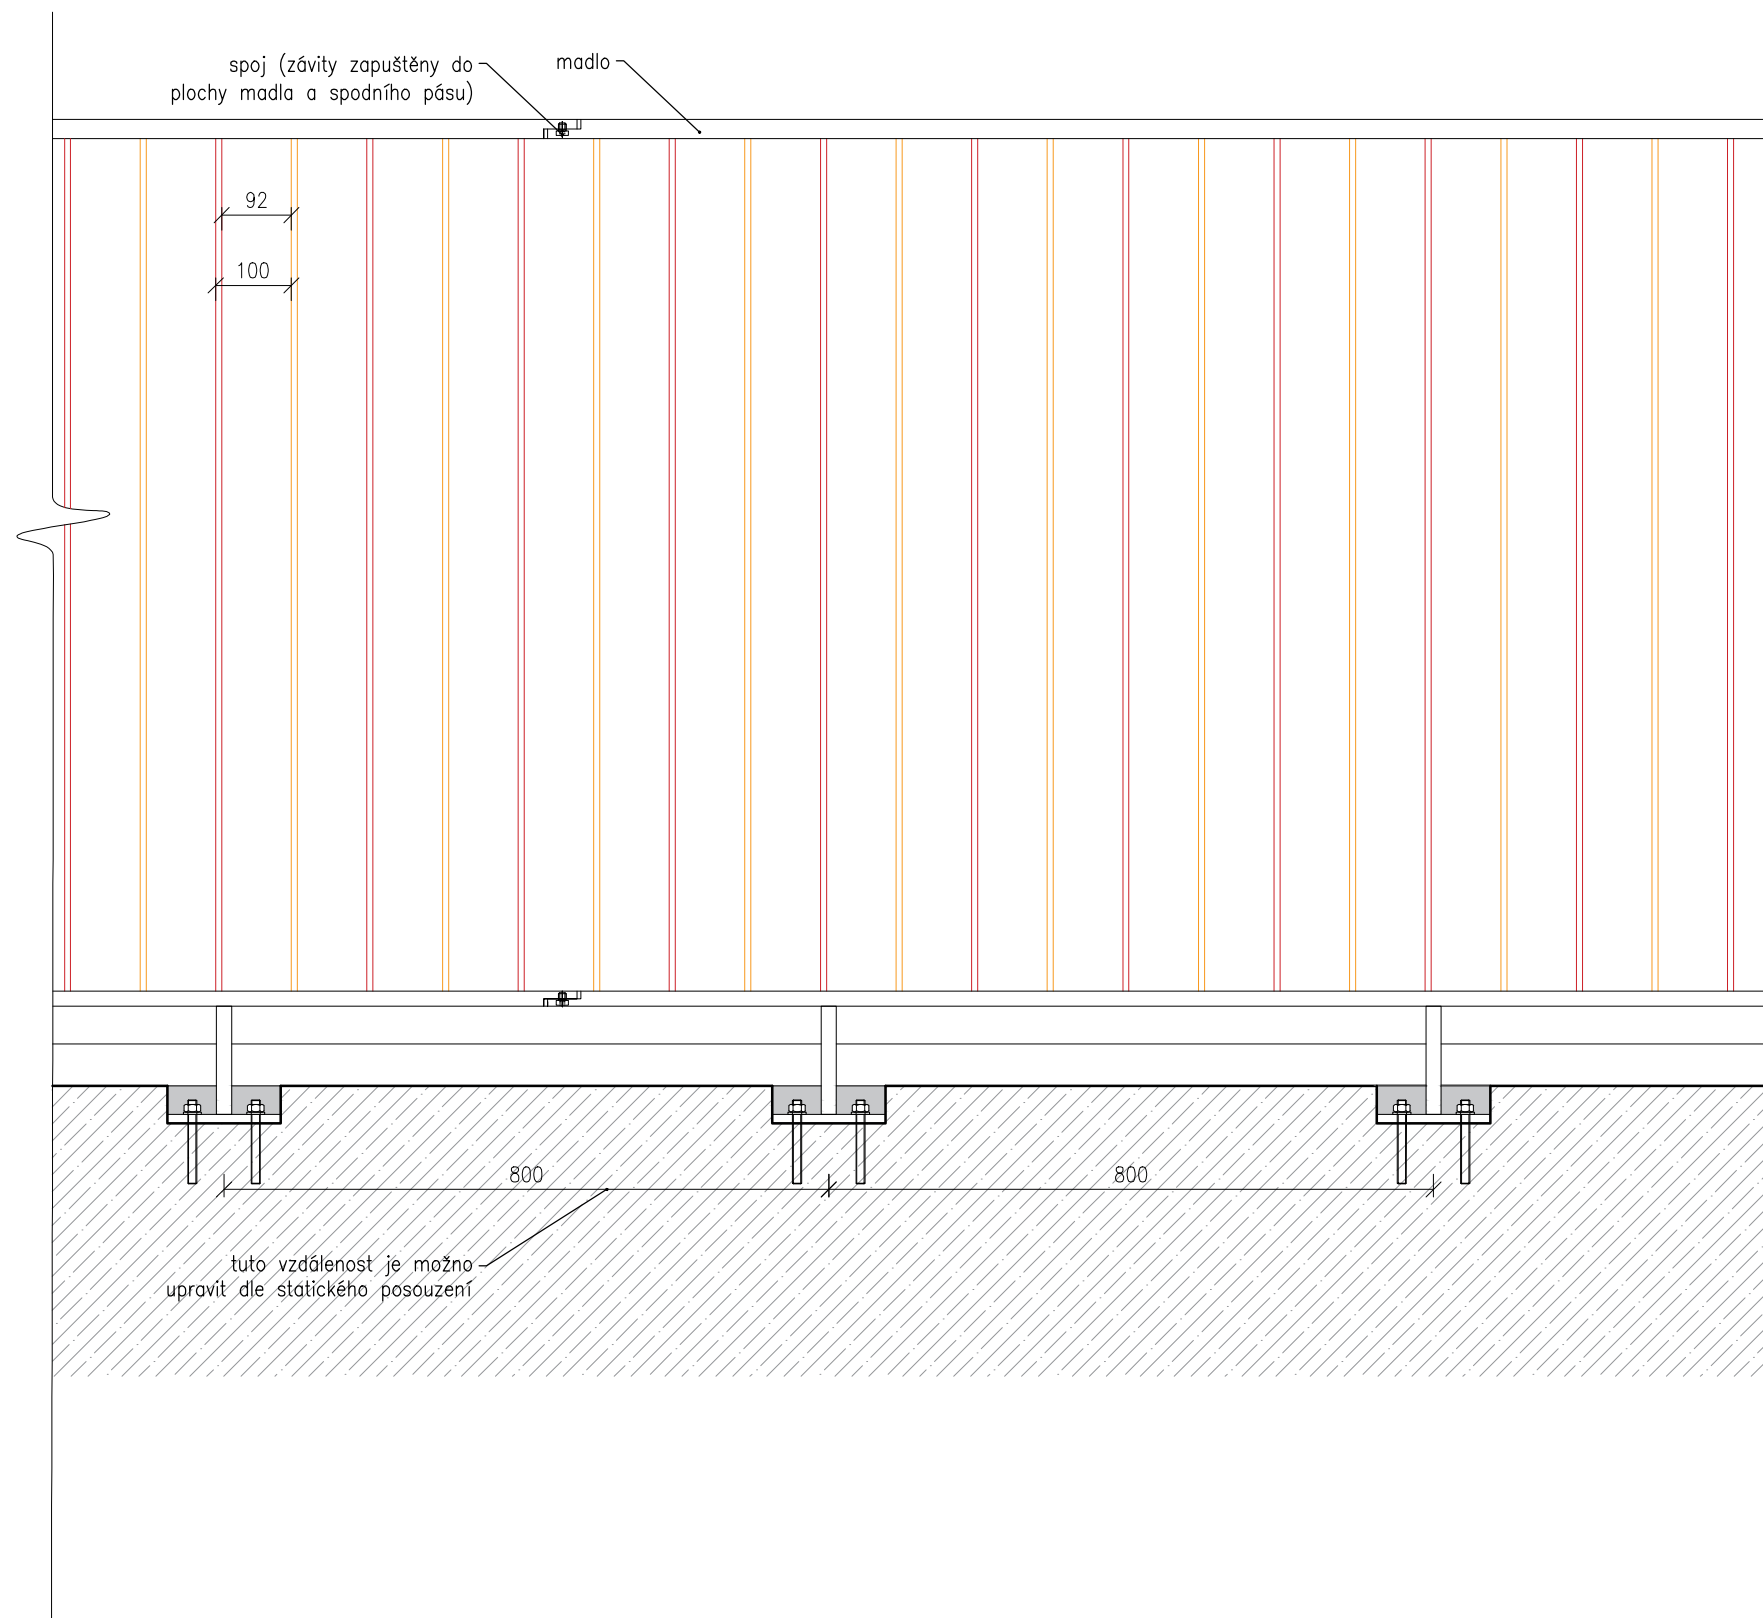 spoj (závity zapuštěny do
plochy madla a spodního pásu)
madlo
92
100
800
800
tuto vzdálenost je možno
upravit dle statického posouzení